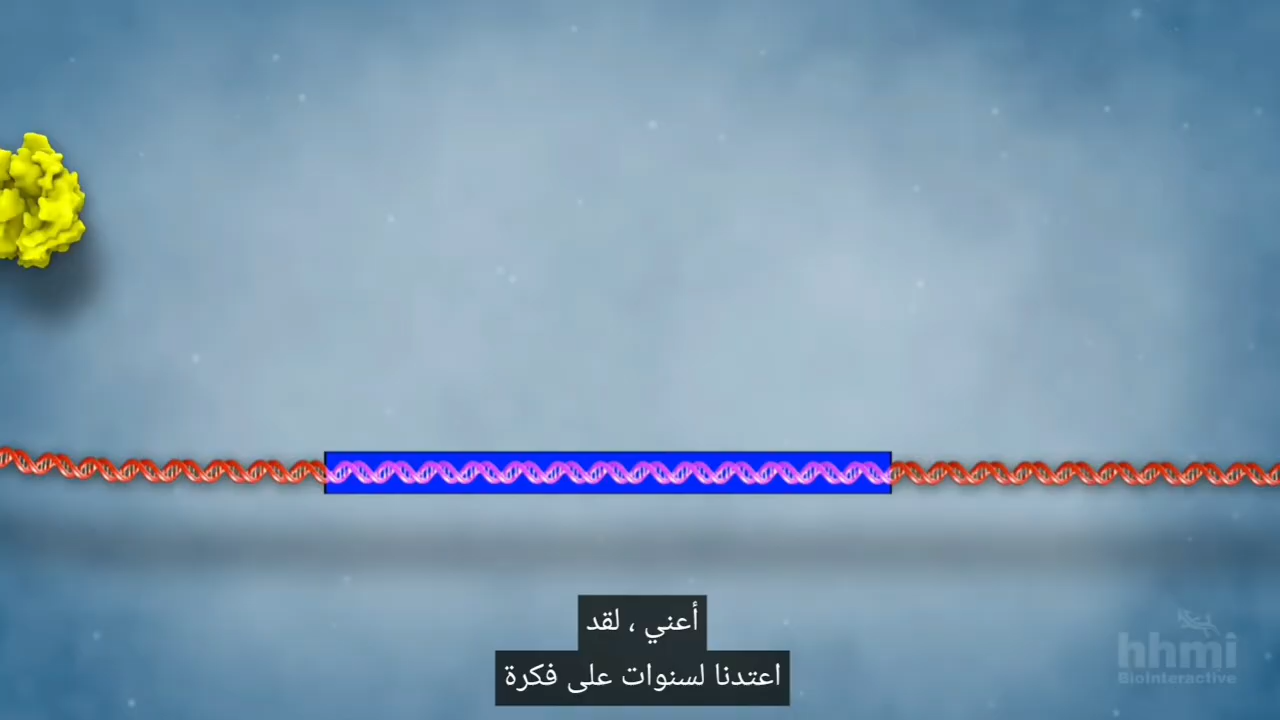 أعني ، لقد
اعتدنا لسنوات على فكرة
hhmi
BioInteractive